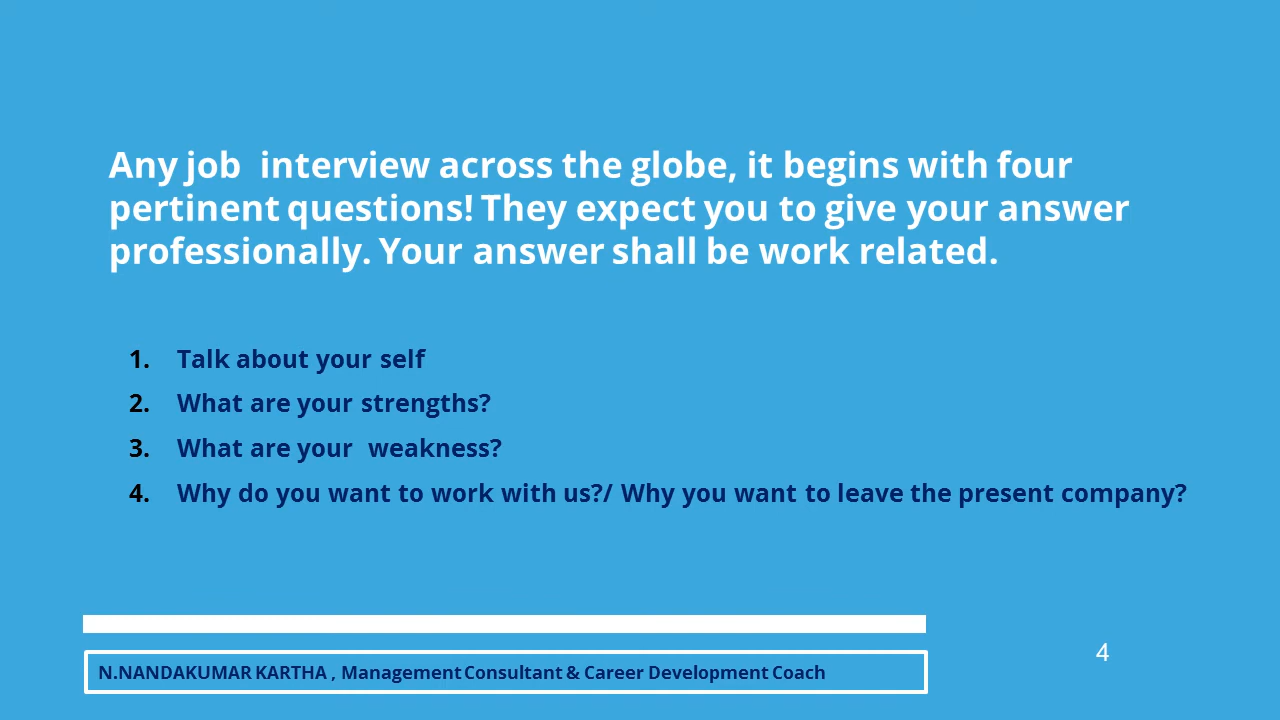 Any job interview across the globe, it begins with four
pertinent questions! They expect you to give your answer
professionally. Your answer shall be work related.
1. Talk about your self
2. What are your strengths?
3. What are your weakness?
4. Why do you want to work with us?/ Why you want to leave the present company?
4
N.NANDAKUMAR KARTHA , Management Consultant & Career Development Coach